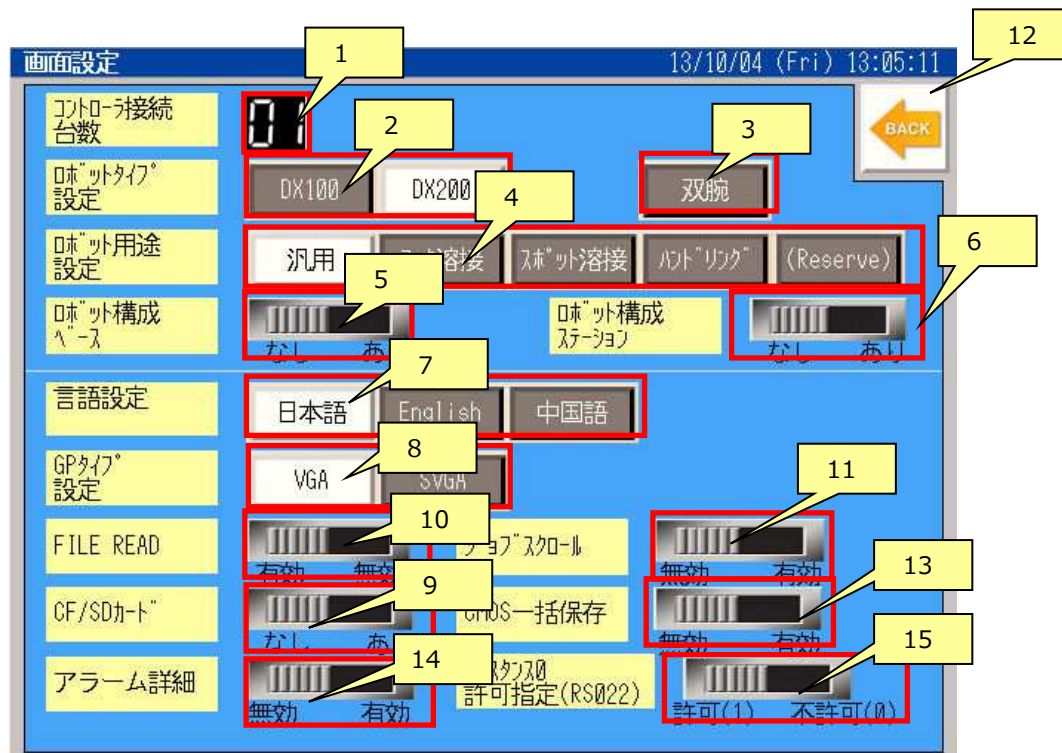 画面設定
13/10/04 (Fri) 13:05:11
12
1
コントローラ接続
台数
01
2
3
BACK
ロボットタイプ
設定
DX100
DX200
双腕
4
ロボット用途
設定
汎用
溶接
スポット溶接
ハンドリング
(Reserve)
6
ロボット構成
ベース
5
なし
ロボット構成
ステーション
なし
あり
言語設定
7
日本語
English
中国語
GPタイプ
設定
8
VGA
SVGA
11
FILE READ
10
有効
ジョブスクロール
無効
有効
CF/SDカード
9
なし
CMOS一括保存
13
無効
有効
アラーム詳細
14
無効
有効
許可指定(RS022)
15
許可(1)
不許可(0)